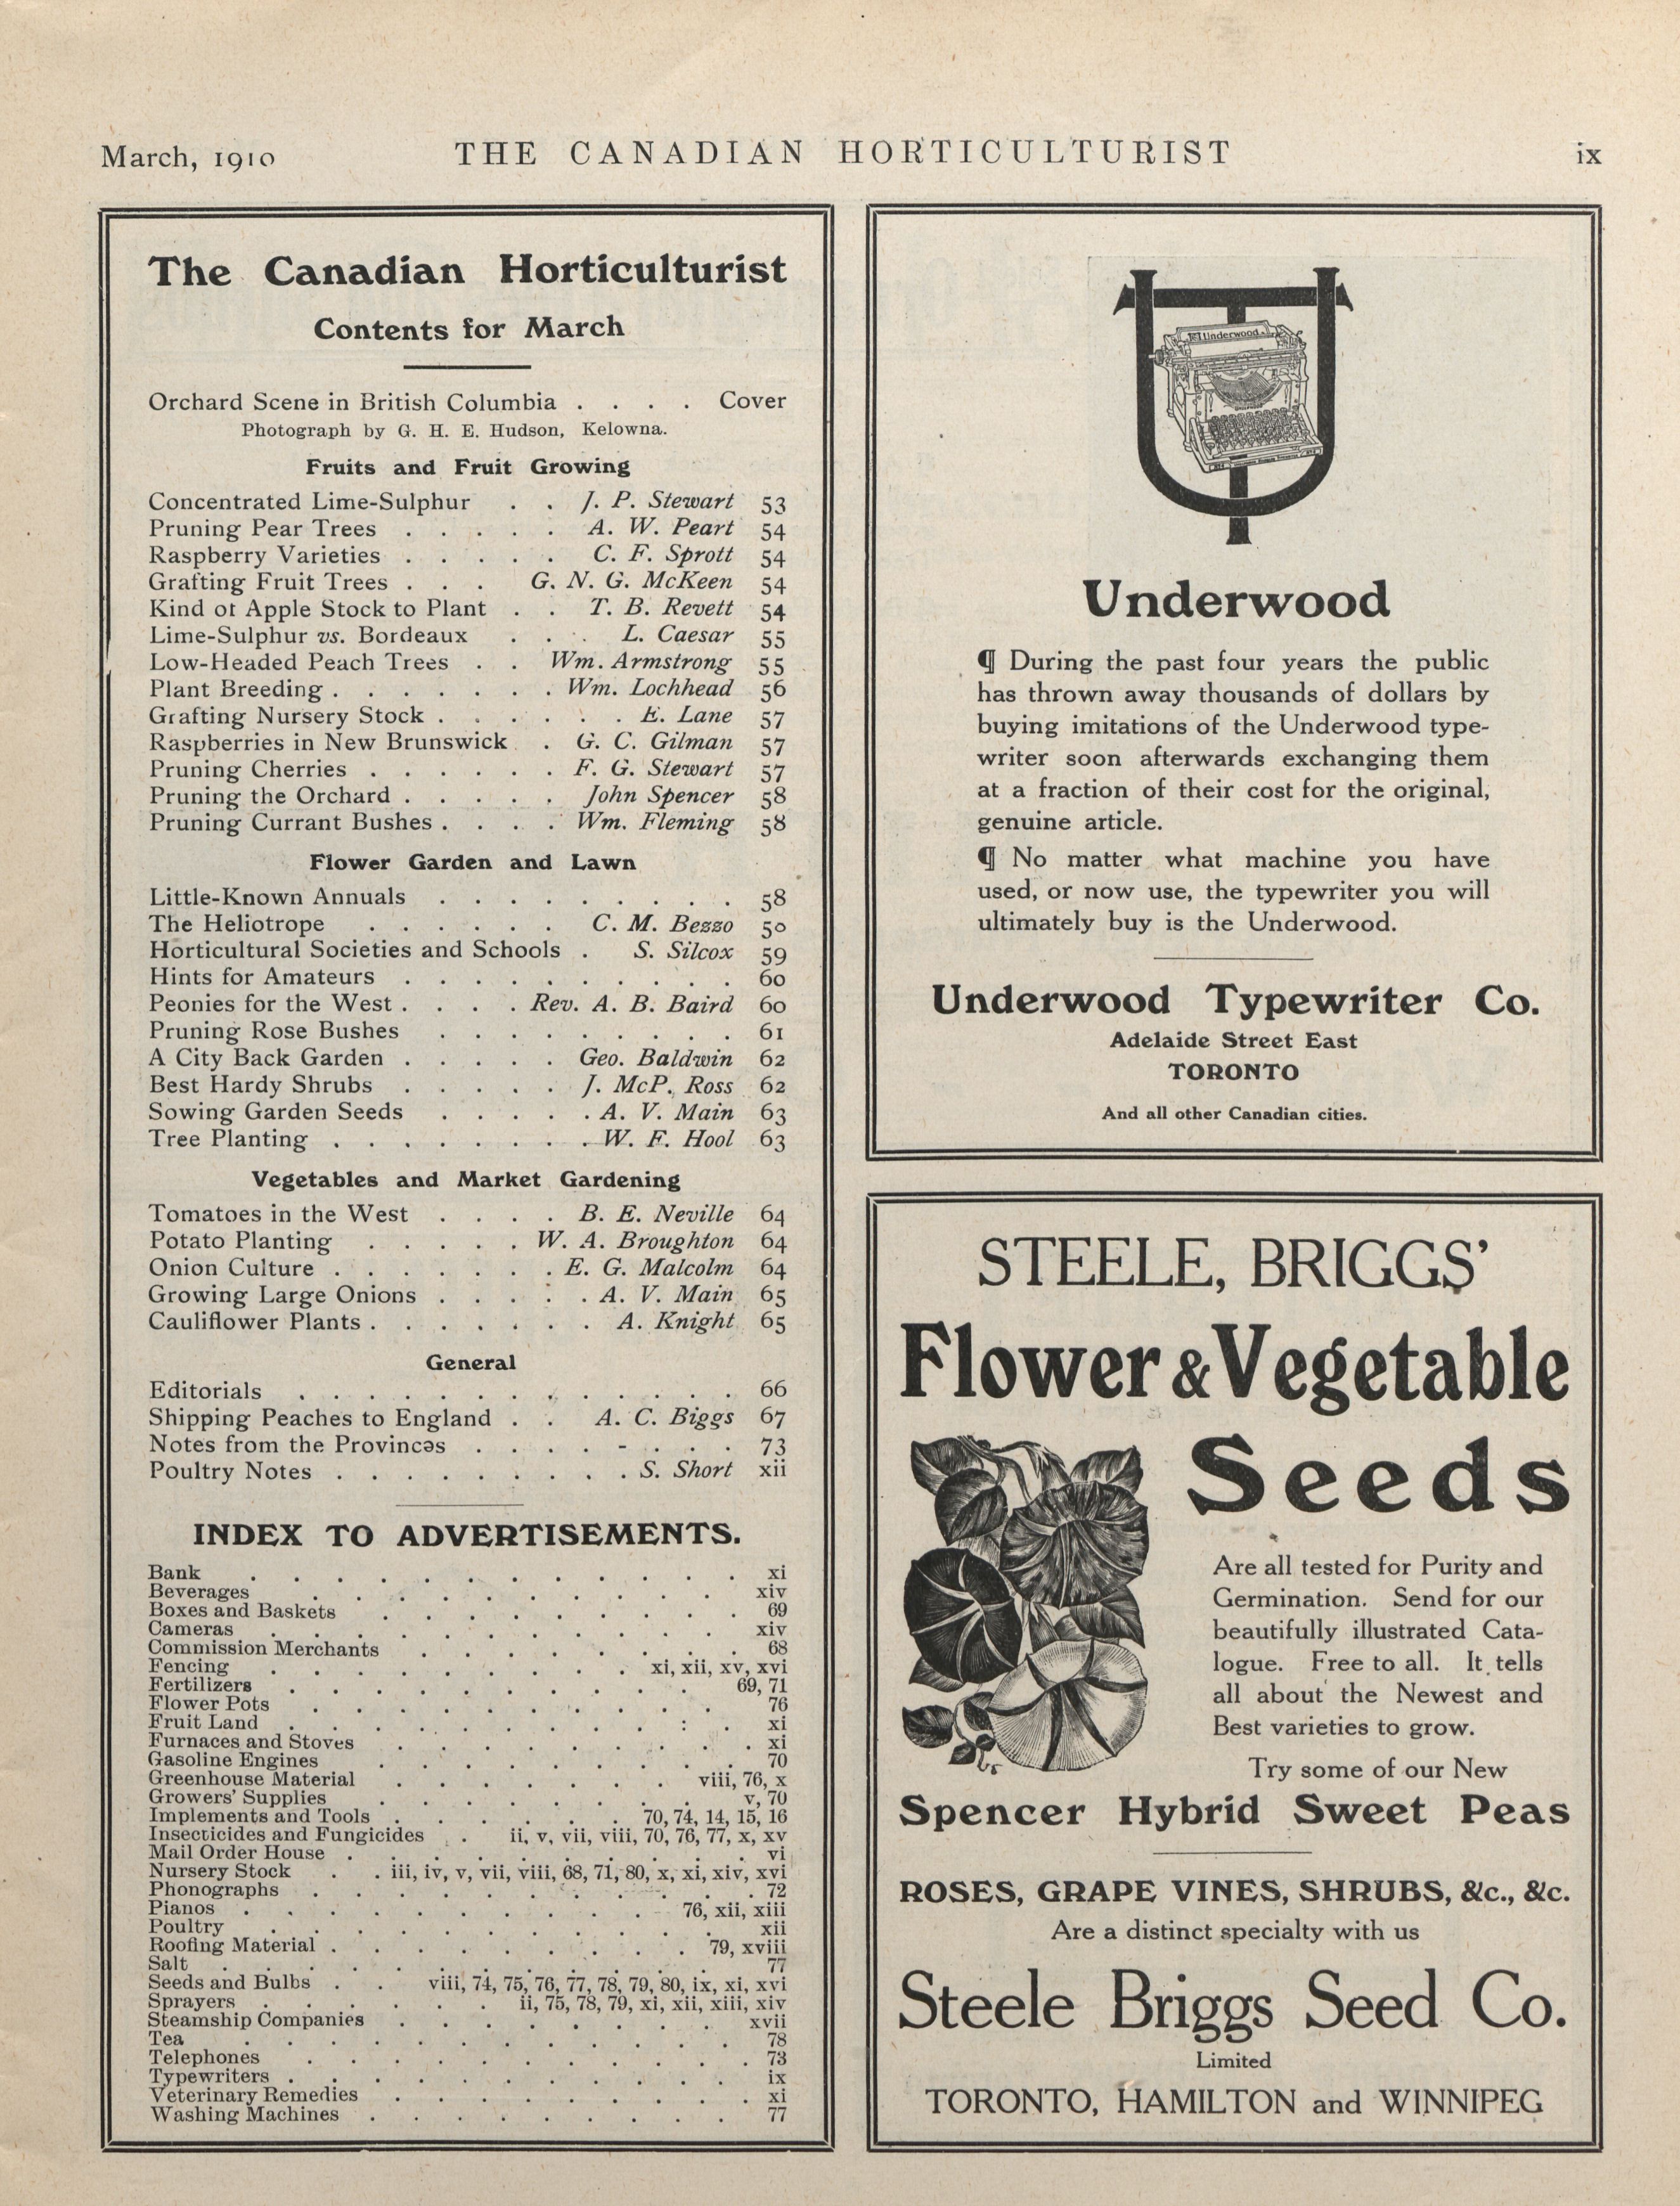 March, 1910 THE CANADIAN HORTICULTURIST ix
The Canadian Horticulturist
Contents for March
Orchard Scene in British Columbia . . . . Cover
Photograph by G. H. E. Hudson, Kelowna.
Fruits and Fruit Growing
Concentrated Lime-Sulphur . . J. P. Stewart 53
Pruning Pear Trees . . . . . A. W. Peart 54
Raspberry Varieties . . . . . C. F. Sprott 54
Grafting Fruit Trees . . . G. N. G. McKeen 54
Kind ot Apple Stock to Plant . . T. B. Revett 54
Lime-Sulphur vs. Bordeaux . . . L. Caesar 55
Low-Headed Peach Trees . . Wm. Armstrong 55
Plant Breeding . . . . . . . Wm. Lochhead 56
Grafting Nursery Stock . . . . . . E. Lane 57
Raspberries in New Brunswick . G. C. Gilman 57
Pruning Cherries . . . . . . F. G. Stewart 57
Pruning the Orchard . . . . . John Spencer 58
Pruning Currant Bushes . . . . Wm. Fleming 58
Flower Garden and Lawn
Little-Known Annuals . . . . . . . . . 58
The Heliotrope . . . . . . C. M. Bezzo 50
Horticultural Societies and Schools . S. Silcox 59
Hints for Amateurs . . . . . . . . . . 60
Peonies for the West . . . . Rev. A. B. Baird 60
Pruning Rose Bushes . . . . . . . . . 61
A City Back Garden . . . . . Geo. Baldwin 62
Best Hardy Shrubs . . . . . J. McP. Ross 62
Sowing Garden Seeds . . . . . A. V. Main 63
Tree Planting . . . . . . . . W. F. Hool 63
Vegetables and Market Gardening
Tomatoes in the West . . . . B. E. Neville 64
Potato Planting . . . . . W. A. Broughton 64
Onion Culture . . . . . . . E. G. Malcolm 64
Growing Large Onions . . . . . A. V. Main 65
Cauliflower Plants . . . . . . . A. Knight 65
General
Editorials . . . . . . . . . . . . . 66
Shipping Peaches to England . . A. C. Biggs 67
Notes from the Provinces . . . . - . . . 73
Poultry Notes . . . . . . . . . S. Short xii
INDEX TO ADVERTISEMENTS.
Bank . . . . . . . . . . . . xi
Beverages . . . . . . . . . . xiv
Boxes and Baskets . . . . . . . . . 69
Cameras . . . . . . . . . . . xiv
Commission Merchants . . . . . . . . 68
Fencing . . . . . . . . . xi, xii, xv, xvi
Fertilizers . . . . . . . . . . 69, 71
Flower Pots . . . . . . . . . . 76
Fruit Land . . . . . . . . . . : . xi
Furnaces and Stoves . . . . . . . . . xi
Gasoline Engines . . . . . . . . . 70
Greenhouse Material . . . . . . . viii, 76, x
Growers' Supplies . . . . . . . . v, 70
Implements and Tools . . . . . . 70, 74, 14, 15, 16
Insecticides and Fungicides . ii, v, vii, viii, 70, 76, 77, x, xv
Mail Order House . . . . . . . . . . vi
Nursery Stock . . iii, iv, v, vii, viii, 68, 71, 80, x, xi, xiv, xvi
Phonographs . . . . . . . . . . . 72
Pianos . . . . . . . . . . 76, xii, xiii
Poultry . . . . . . . . . . . xii
Roofing Material . . . . . . . . . 79, xviii
Salt . . . . . . . . . . . . 77
Seeds and Bulbs . . viii, 74, 75, 76, 77, 78, 79, 80, ix, xi, xvi
Sprayers . . . . . . ii, 75, 78, 79, xi, xii, xiii, xiv
Steamship Companies . . . . . . . . xvii
Tea . . . . . . . . . . . . 78
Telephones . . . . . . . . . . . 73
Typewriters . . . . . . . . . . . ix
Veterinary Remedies . . . . . . . . . xi
Washing Machines . . . . . . . . . 77
Underwood
Underwood
¶ During the past four years the public
has thrown away thousands of dollars by
buying imitations of the Underwood type-
writer soon afterwards exchanging them
at a fraction of their cost for the original,
genuine article.
¶ No matter what machine you have
used, or now use, the typewriter you will
ultimately buy is the Underwood.
Underwood Typewriter Co.
Adelaide Street East
TORONTO
And all other Canadian cities.
STEELE, BRIGGS'
Flower & Vegetable
Seeds
Are all tested for Purity and
Germination. Send for our
beautifully illustrated Cata-
logue. Free to all. It tells
all about the Newest and
Best varieties to grow.
Try some of our New
Spencer Hybrid Sweet Peas
ROSES, GRAPE VINES, SHRUBS, &c., &c.
Are a distinct specialty with us
Steele Briggs Seed Co.
Limited
TORONTO, HAMILTON and WINNIPEG